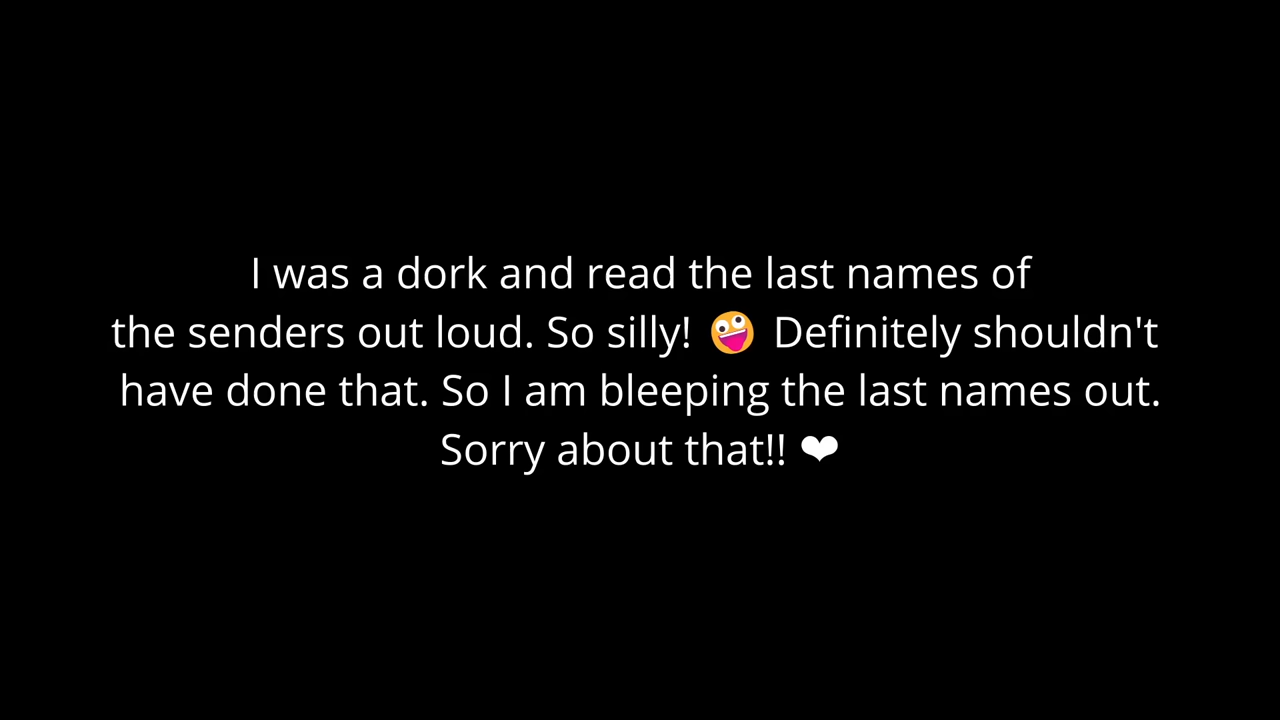 I was a dork and read the last names of
the senders out loud. So silly! 🤪 Definitely shouldn't
have done that. So I am bleeping the last names out.
Sorry about that!! ❤